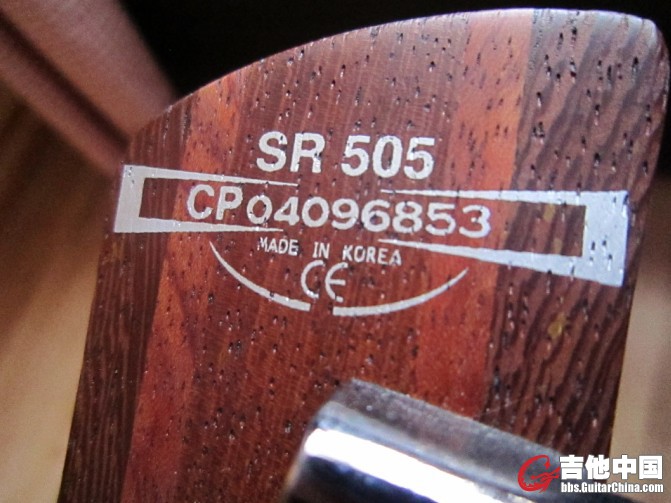 SR 505
CP04096853
MADE IN KOREA
CE
吉他中国
bbs.GuitarChina.com